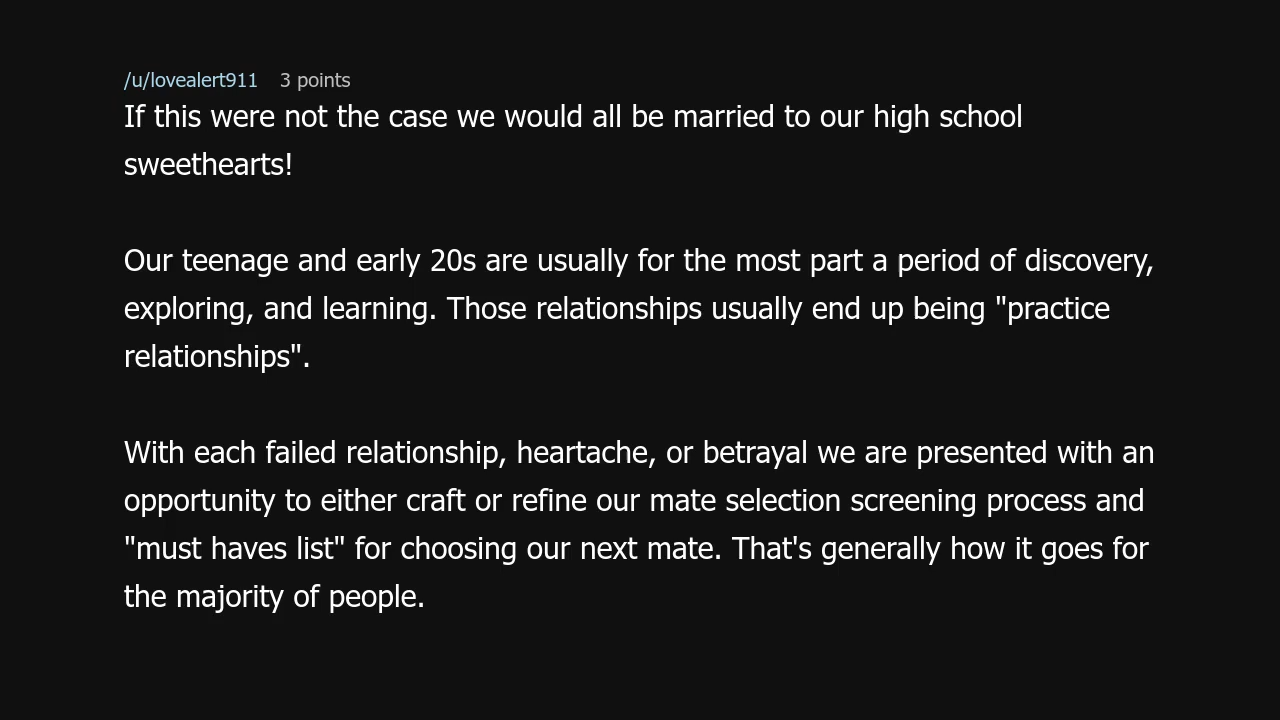 /u/lovealert911 3 points
If this were not the case we would all be married to our high school
sweethearts!
Our teenage and early 20s are usually for the most part a period of discovery,
exploring, and learning. Those relationships usually end up being "practice
relationships".
With each failed relationship, heartache, or betrayal we are presented with an
opportunity to either craft or refine our mate selection screening process and
"must haves list" for choosing our next mate. That's generally how it goes for
the majority of people.